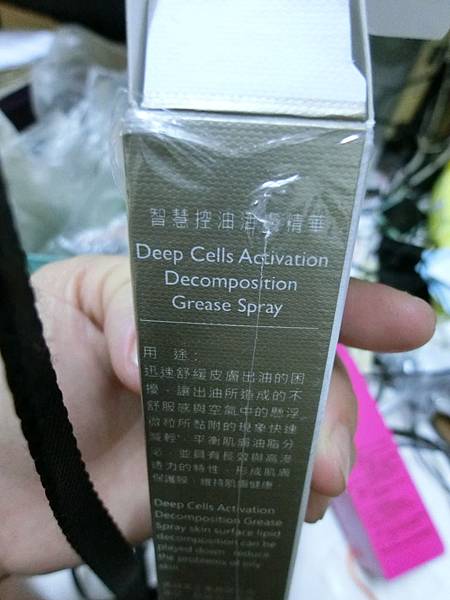 智慧控油活膚精華
Deep Cells Activation
Decomposition
Grease Spray
用 途:
迅速舒緩皮膚出油的困
擾,讓出油所造成的不
舒服感與空氣中的懸浮
微粒所黏附的現象快速
減輕,平衡肌膚油脂分
泌,並具有長效與高滲
透力的特性,形成肌膚
保護膜,維持肌膚健康
Deep Cells Activation
Decomposition Grease
Spray skin surface lipid
decomposition can be
played down, reduce
the problems of oily
skin